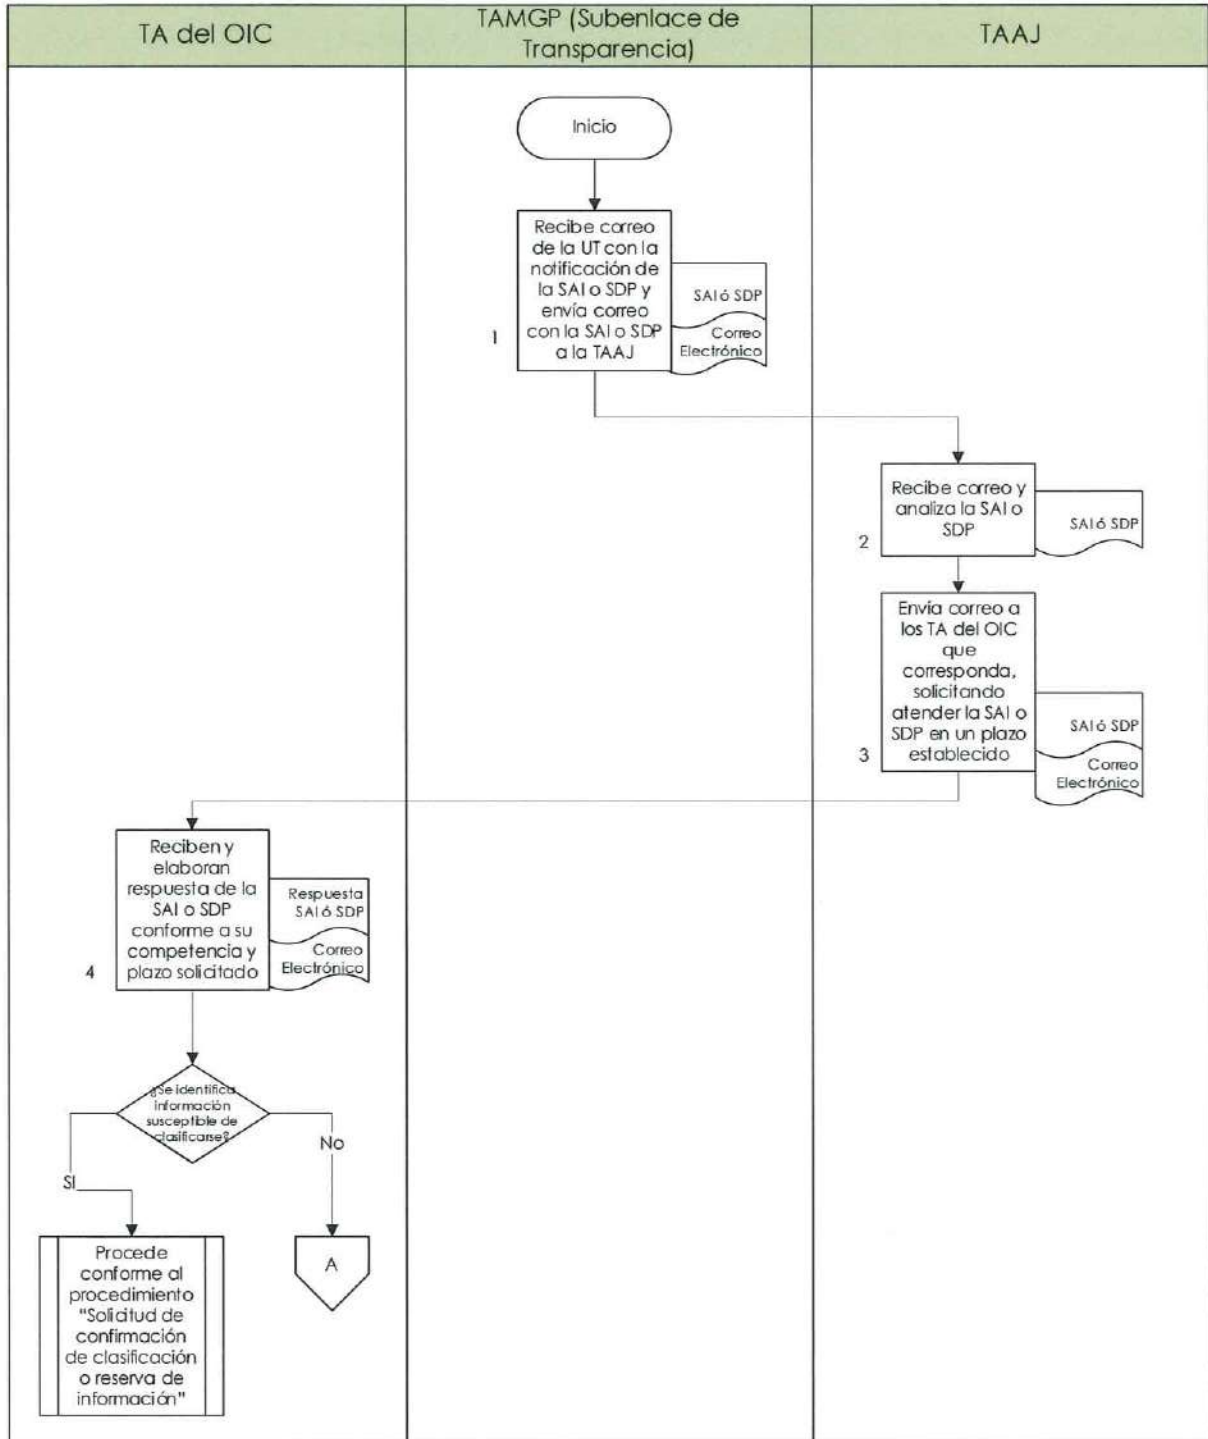 TA del OIC
TAMGP (Subenlace de
Transparencia)
TAAJ
Inicio
Recibe correo
de la UT con la
notificación de
la SAI o SDP y
envía correo
con la SAI o SDP
a la TAAJ
1
SAI ó SDP
Correo
Electrónico
Recibe correo y
analiza la SAI o
SDP
2
SAI ó SDP
Envía correo a
los TA del OIC
que
corresponda,
solicitando
atender la SAI o
SDP en un plazo
establecido
3
SAI ó SDP
Correo
Electrónico
Reciben y
elaboran
respuesta de la
SAI o SDP
conforme a su
competencia y
plazo solicitado
4
Respuesta
SAI ó SDP
Correo
Electrónico
¿Se identifica
información
susceptible de
clasificarse?
SI
No
Procede
conforme al
procedimiento
"Solicitud de
confirmación
de clasificación
o reserva de
información"
A